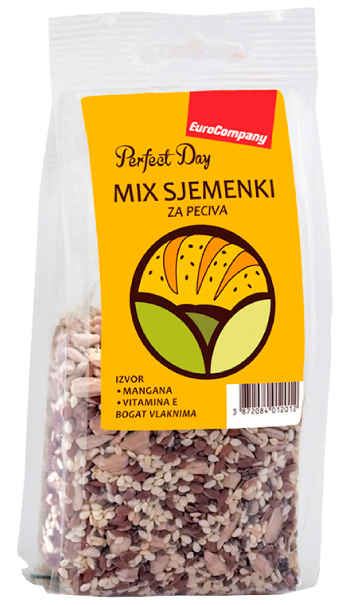 EuroCompany
Perfect Day
MIX SJEMENKI
ZA PECIVA
IZVOR
• MANGANA
• VITAMINA E
BOGAT VLAKNIMA
3 872084 012012